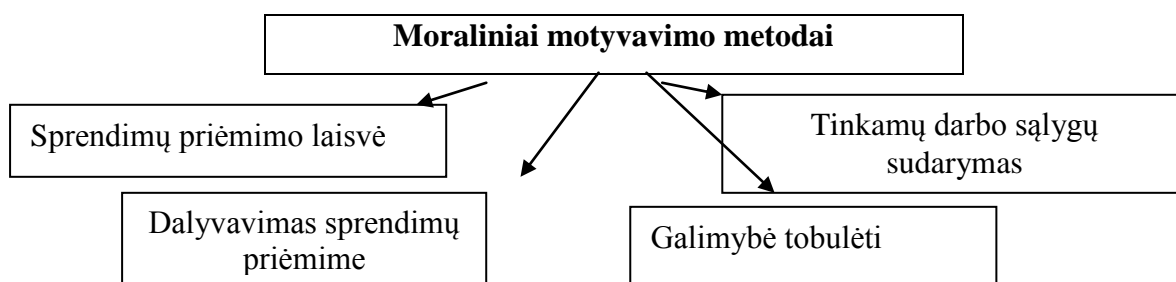 Moraliniai motyvavimo metodai
Sprendimų priėmimo laisvė
Tinkamų darbo sąlygų
sudarymas
Dalyvavimas sprendimų
priėmime
Galimybė tobulėti